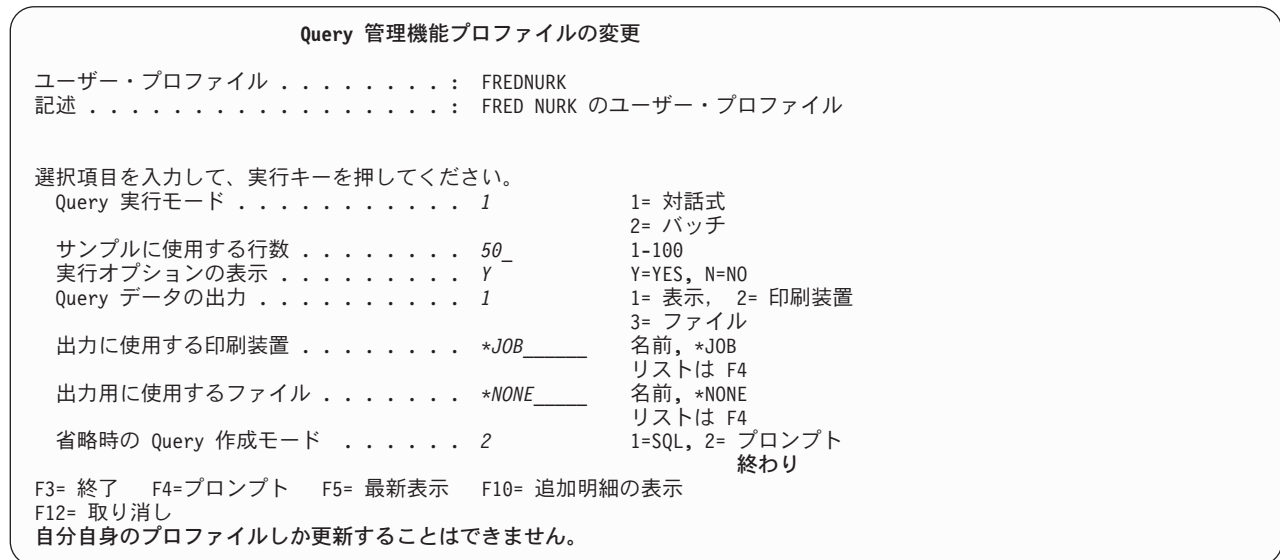 Query 管理機能プロファイルの変更
ユーザー・プロファイル . . . . . . . . : FREDNURK
記述 . . . . . . . . . . . . . . . . . : FRED NURK のユーザー・プロファイル
選択項目を入力して、実行キーを押してください。
Query 実行モード . . . . . . . . . . . 1 1= 対話式
2= バッチ
サンプルに使用する行数 . . . . . . . . 50_ 1-100
実行オプションの表示 . . . . . . . . . Y Y=YES, N=NO
Query データの出力 . . . . . . . . . . 1 1= 表示, 2= 印刷装置
3= ファイル
出力に使用する印刷装置 . . . . . . . . *JOB______ 名前, *JOB
リストは F4
出力用に使用するファイル . . . . . . . *NONE_____ 名前, *NONE
リストは F4
省略時の Query 作成モード . . . . . . 2 1=SQL, 2= プロンプト
終わり
F3= 終了 F4=プロンプト F5= 最新表示 F10= 追加明細の表示
F12= 取り消し
自分自身のプロファイルしか更新することはできません。